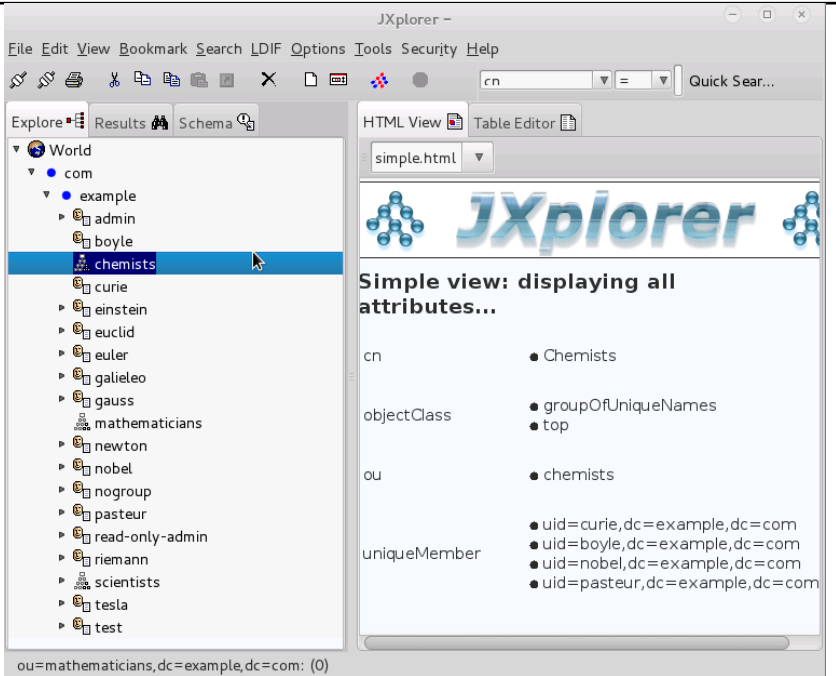 JXplorer –
File Edit View Bookmark Search LDIF Options Tools Security Help
cn = Quick Sear...
Explore Results Schema
HTML View Table Editor
World
com
example
admin
boyle
chemists
curie
einstein
euclid
euler
galieleo
gauss
mathematicians
newton
nobel
nogroup
pasteur
read-only-admin
riemann
scientists
tesla
test
simple.html
JXplorer
Simple view: displaying all
attributes...
cn
Chemists
objectClass
groupOfUniqueNames
top
ou
chemists
uniqueMember
uid=curie,dc=example,dc=com
uid=boyle,dc=example,dc=com
uid=nobel,dc=example,dc=com
uid=pasteur,dc=example,dc=com
ou=mathematicians,dc=example,dc=com: (0)